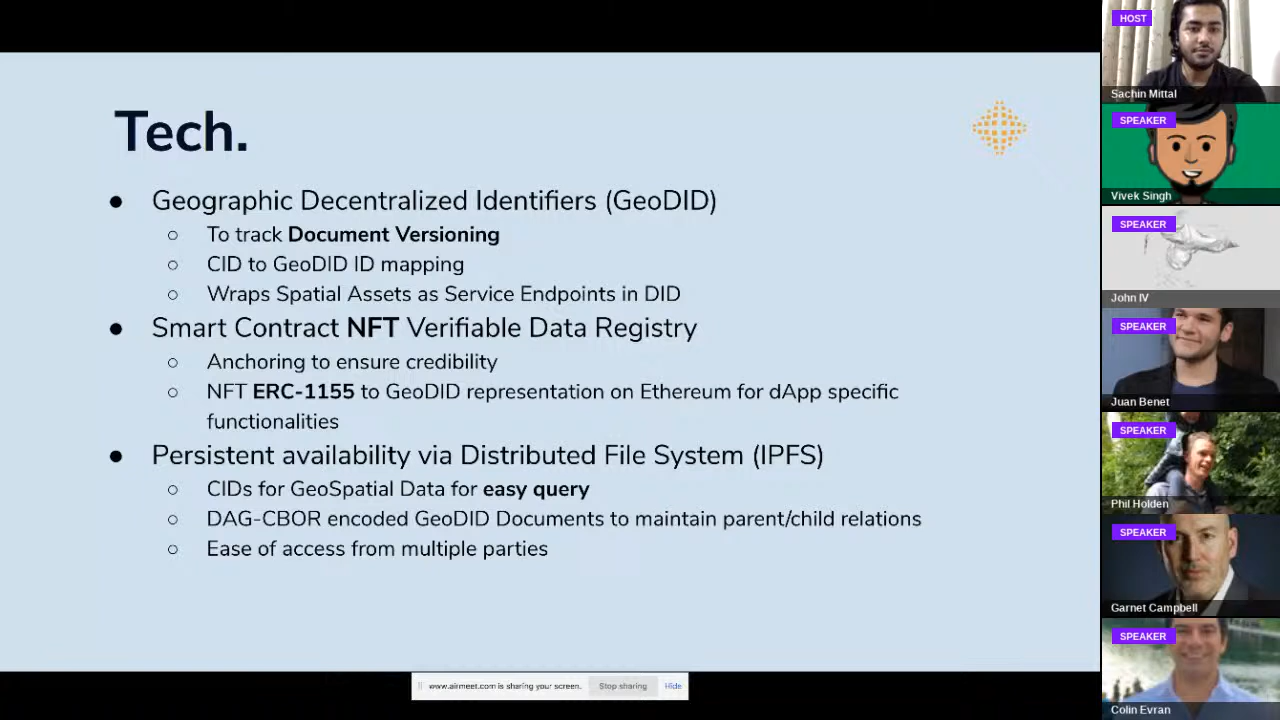 Tech.
● Geographic Decentralized Identifiers (GeoDID)
○ To track Document Versioning
○ CID to GeoDID ID mapping
○ Wraps Spatial Assets as Service Endpoints in DID
● Smart Contract NFT Verifiable Data Registry
○ Anchoring to ensure credibility
○ NFT ERC-1155 to GeoDID representation on Ethereum for dApp specific
functionalities
● Persistent availability via Distributed File System (IPFS)
○ CIDs for GeoSpatial Data for easy query
○ DAG-CBOR encoded GeoDID Documents to maintain parent/child relations
○ Ease of access from multiple parties
www.airmeet.com is sharing your screen. Stop sharing Hide
HOST
Sachin Mittal
SPEAKER
Vivek Singh
SPEAKER
John IV
SPEAKER
Juan Benet
SPEAKER
Phil Holden
SPEAKER
Garnet Campbell
SPEAKER
Colin Evran